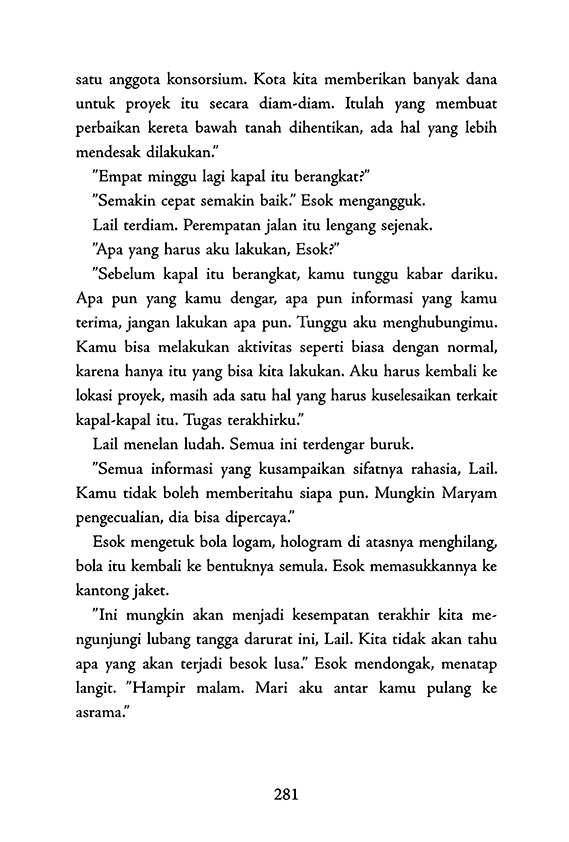 satu anggota konsorsium. Kota kita memberikan banyak dana
untuk proyek itu secara diam-diam. Itulah yang membuat
perbaikan kereta bawah tanah dihentikan, ada hal yang lebih
mendesak dilakukan.”
”Empat minggu lagi kapal itu berangkat?”
”Semakin cepat semakin baik.” Esok mengangguk.
Lail terdiam. Perempatan jalan itu lengang sejenak.
”Apa yang harus aku lakukan, Esok?”
”Sebelum kapal itu berangkat, kamu tunggu kabar dariku.
Apa pun yang kamu dengar, apa pun informasi yang kamu
terima, jangan lakukan apa pun. Tunggu aku menghubungimu.
Kamu bisa melakukan aktivitas seperti biasa dengan normal,
karena hanya itu yang bisa kita lakukan. Aku harus kembali ke
lokasi proyek, masih ada satu hal yang harus kuselesaikan terkait
kapal-kapal itu. Tugas terakhirku.”
Lail menelan ludah. Semua ini terdengar buruk.
”Semua informasi yang kusampaikan sifatnya rahasia, Lail.
Kamu tidak boleh memberitahu siapa pun. Mungkin Maryam
pengecualian, dia bisa dipercaya.”
Esok mengetuk bola logam, hologram di atasnya menghilang,
bola itu kembali ke bentuknya semula. Esok memasukkannya ke
kantong jaket.
”Ini mungkin akan menjadi kesempatan terakhir kita me-
ngunjungi lubang tangga darurat ini, Lail. Kita tidak akan tahu
apa yang akan terjadi besok lusa.” Esok mendongak, menatap
langit. ”Hampir malam. Mari aku antar kamu pulang ke
asrama.”
281